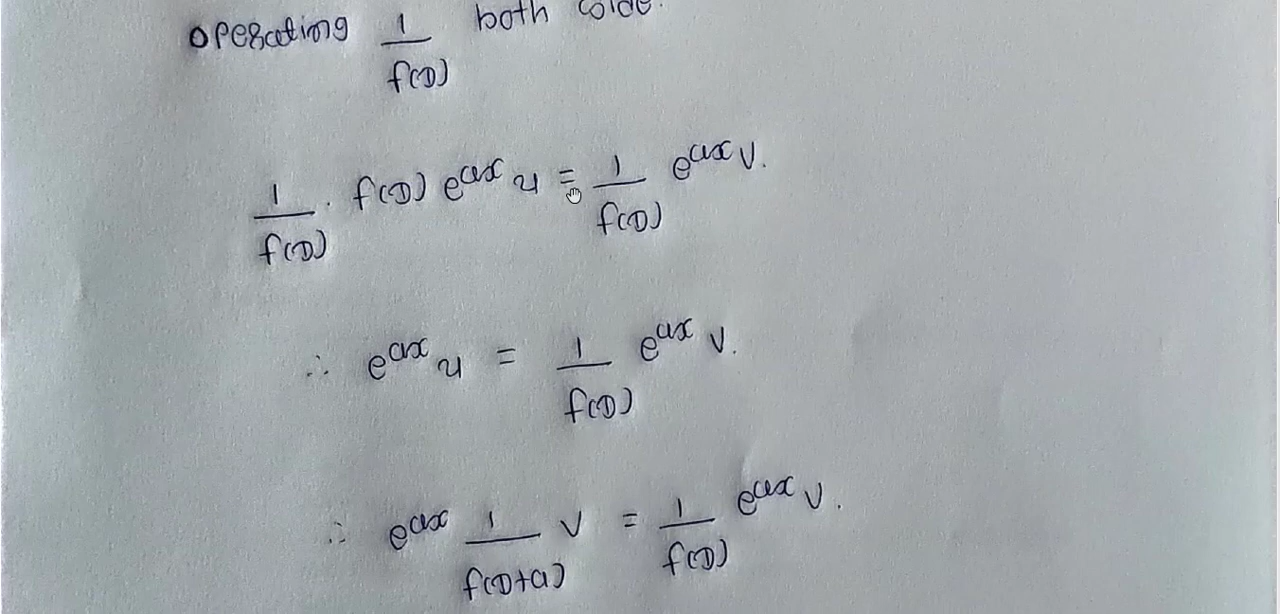 operating 1/f(D) both side.
1/f(D) . f(D) e^{ax} u = 1/f(D) e^{ax} v.
∴ e^{ax} u = 1/f(D) e^{ax} v.
∴ e^{ax} 1/f(D+a) v = 1/f(D) e^{ax} v.